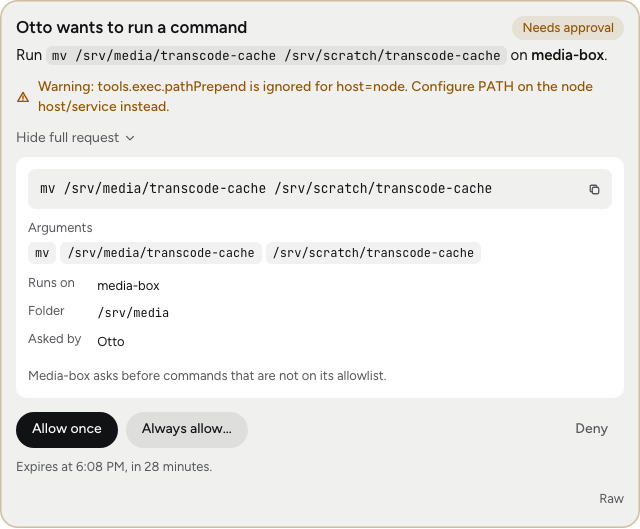 Otto wants to run a command
Needs approval
Run mv /srv/media/transcode-cache /srv/scratch/transcode-cache on media-box.
Warning: tools.exec.pathPrepend is ignored for host=node. Configure PATH on the node
host/service instead.
Hide full request
mv /srv/media/transcode-cache /srv/scratch/transcode-cache
Arguments
mv /srv/media/transcode-cache /srv/scratch/transcode-cache
Runs on media-box
Folder /srv/media
Asked by Otto
Media-box asks before commands that are not on its allowlist.
Allow once Always allow... Deny
Expires at 6:08 PM, in 28 minutes.
Raw